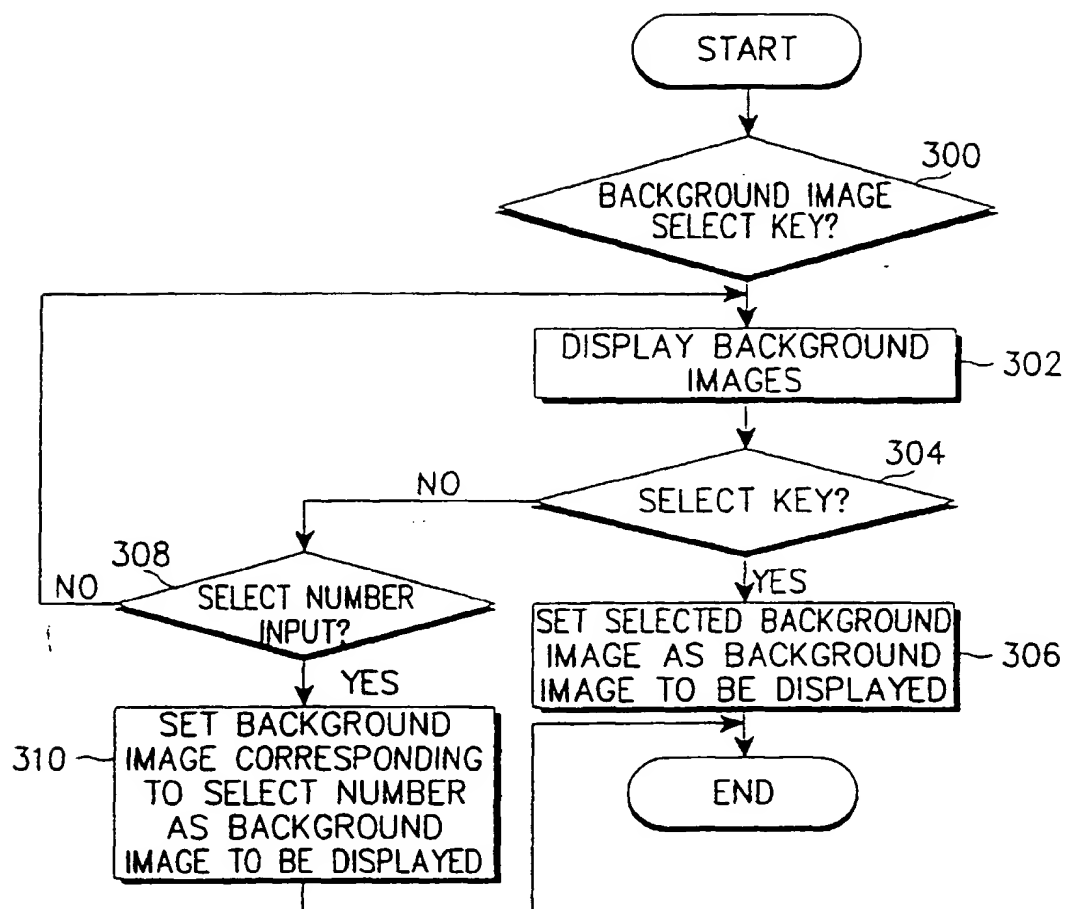 START
300
BACKGROUND IMAGE
SELECT KEY?
DISPLAY BACKGROUND
IMAGES
302
304
SELECT KEY?
NO
308
NO
SELECT NUMBER
INPUT?
YES
YES
SET SELECTED BACKGROUND
IMAGE AS BACKGROUND
IMAGE TO BE DISPLAYED
306
310
SET BACKGROUND
IMAGE CORRESPONDING
TO SELECT NUMBER
AS BACKGROUND
IMAGE TO BE DISPLAYED
END